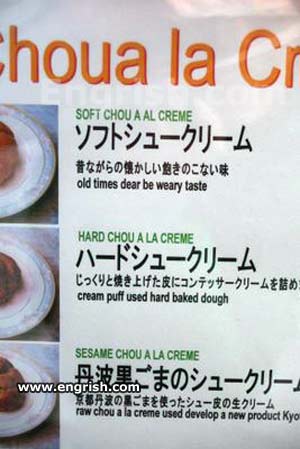 Choua la Cr
SOFT CHOU A AL CREME
ソフトシュークリーム
昔ながらの懐かしい飽きのこない味
old times dear be weary taste
HARD CHOU A LA CREME
ハードシュークリーム
じっくりと焼き上げた皮にコンテッサークリームを詰め
cream puff used hard baked dough
SESAME CHOU A LA CREME
丹波黒ごまのシュークリーム
www.engrish.com
京都丹波の黒ごまを使ったシュー皮の生クリーム
raw chou a la creme used develop a new product Kyo